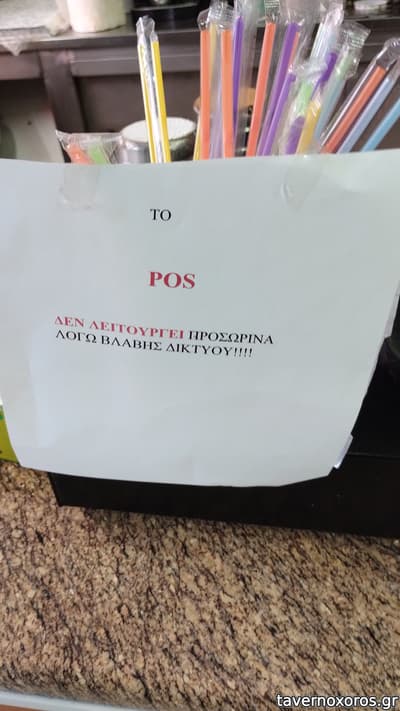 ΤΟ
POS
ΔΕΝ ΛΕΙΤΟΥΡΓΕΙ ΠΡΟΣΩΡΙΝΑ
ΛΟΓΩ ΒΛΑΒΗΣ ΔΙΚΤΥΟΥ!!!!
tavernoxoros.gr